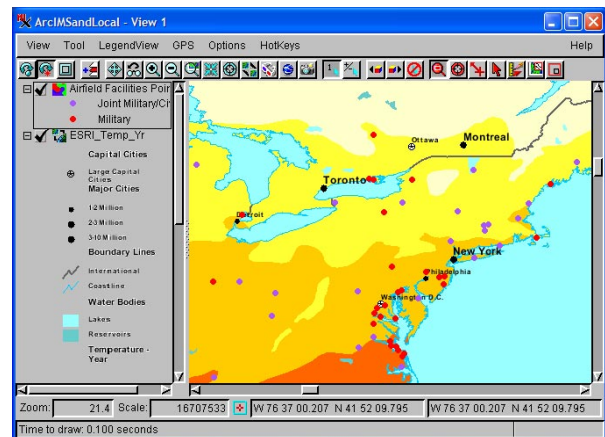 ArcIMSandLocal - View 1
View Tool LegendView GPS Options HotKeys Help
Airfield Facilities Poin
Joint Military/Civ
Military
ESRI_Temp_Yr
Capital Cities
Large Capital
Cities
Major Cities
1-2 Million
2-3 Million
3-10 Million
Boundary Lines
International
Coastline
Water Bodies
Lakes
Reservoirs
Temperature -
Year
Ottawa
Montreal
Toronto
Detroit
New York
Philadelphia
Washington D.C.
Zoom: 21.4 Scale: 16707533 W 76 37 00.207 N 41 52 09.795 W 76 37 00.207 N 41 52 09.795
Time to draw: 0.100 seconds